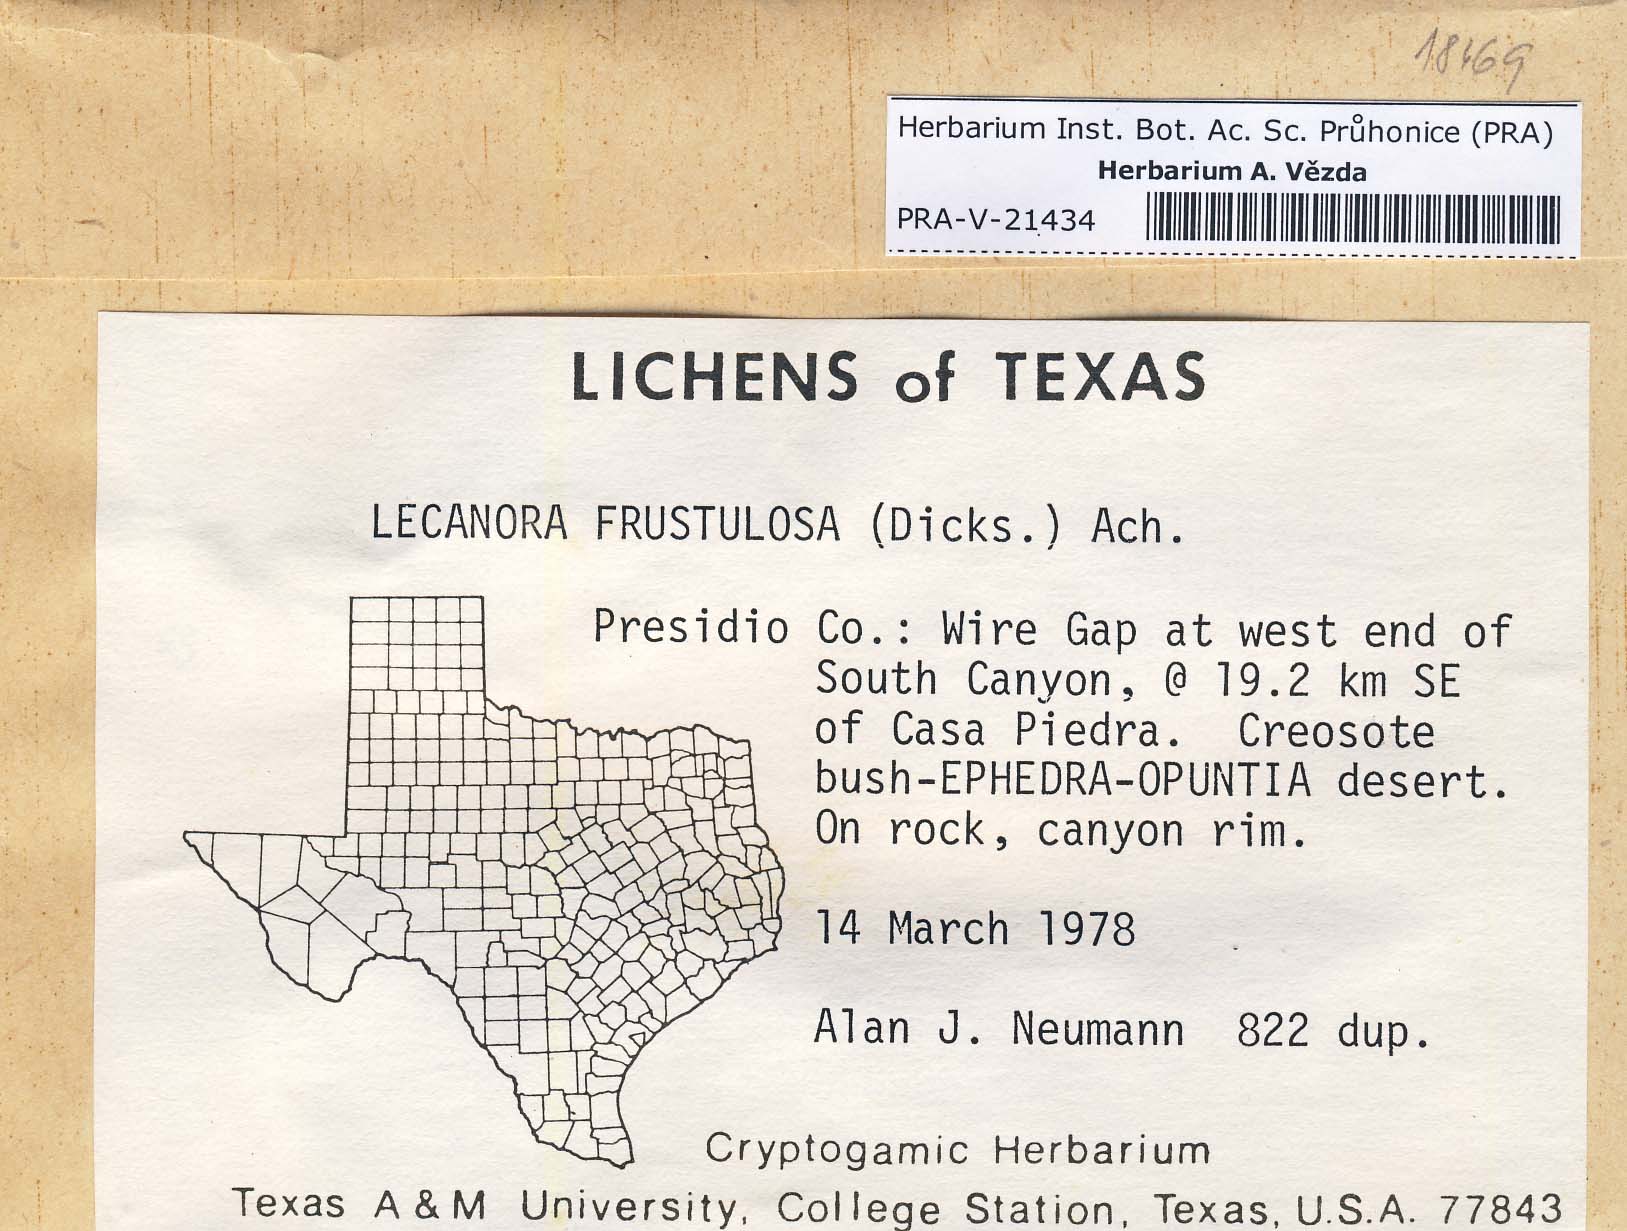 18469
Herbarium Inst. Bot. Ac. Sc. Průhonice (PRA)
Herbarium A. Vězda
PRA-V-21434
LICHENS of TEXAS
LECANORA FRUSTULOSA (Dicks.) Ach.
Presidio Co.: Wire Gap at west end of
South Canyon, @ 19.2 km SE
of Casa Piedra. Creosote
bush-EPHEDRA-OPUNTIA desert.
On rock, canyon rim.
14 March 1978
Alan J. Neumann 822 dup.
Cryptogamic Herbarium
Texas A & M University, College Station, Texas, U.S.A. 77843